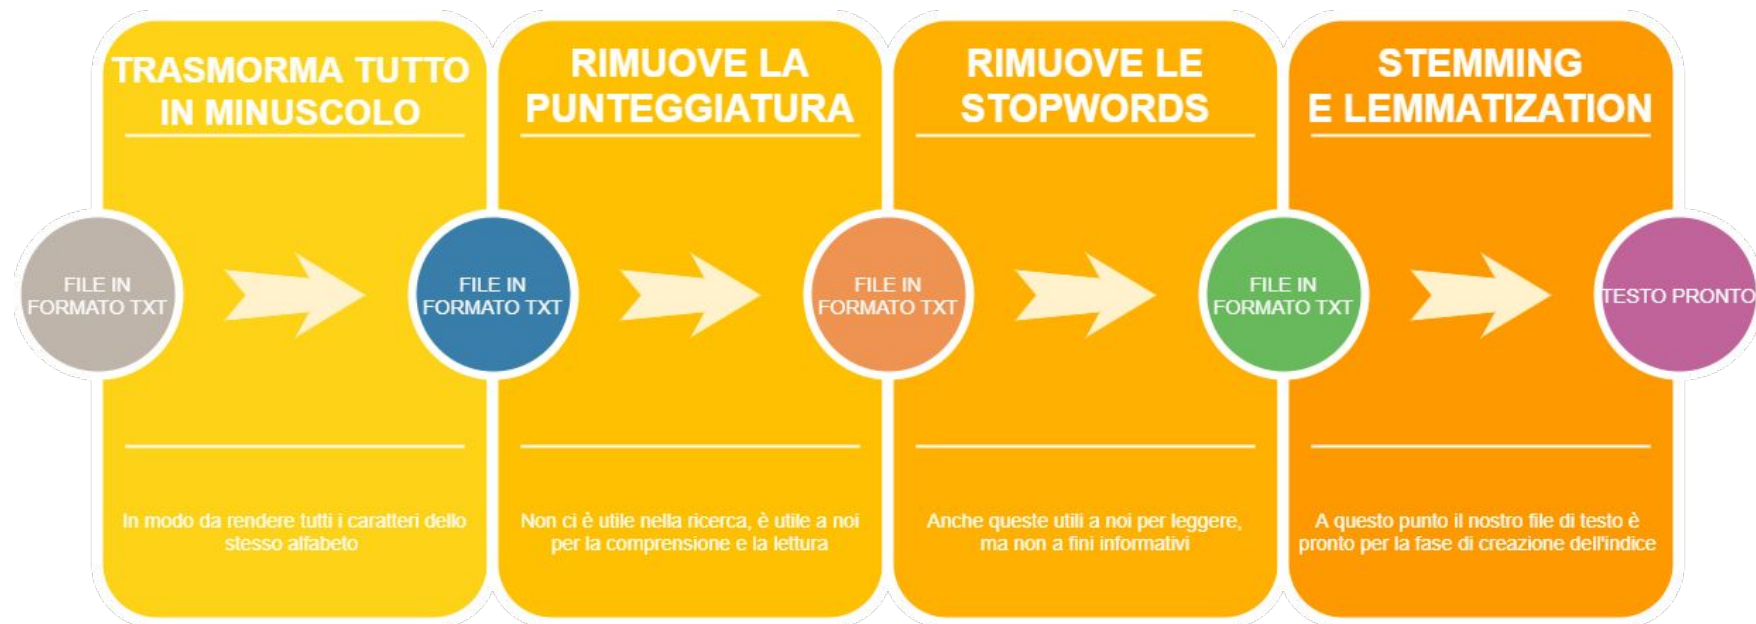 TRASMORMA TUTTO
IN MINUSCOLO
RIMUOVE LA
PUNTEGGIATURA
RIMUOVE LE
STOPWORDS
STEMMING
E LEMMATIZATION
FILE IN
FORMATO TXT
FILE IN
FORMATO TXT
FILE IN
FORMATO TXT
FILE IN
FORMATO TXT
TESTO PRONTO
In modo da rendere tutti i caratteri dello
stesso alfabeto
Non ci è utile nella ricerca, è utile a noi
per la comprensione e la lettura
Anche queste utili a noi per leggere,
ma non a fini informativi
A questo punto il nostro file di testo è
pronto per la fase di creazione dell'indice